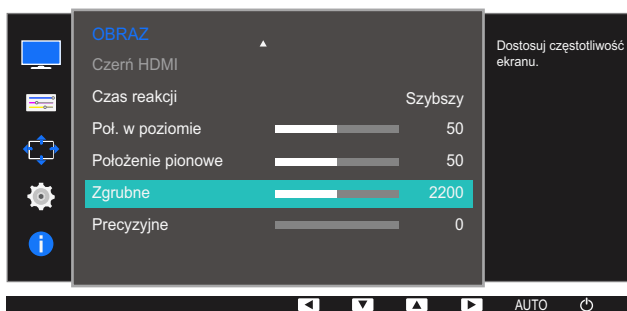 OBRAZ
Czerń HDMI
Czas reakcji Szybszy
Poł. w poziomie 50
Położenie pionowe 50
Zgrubne 2200
Precyzyjne 0
Dostosuj częstotliwość
ekranu.
AUTO